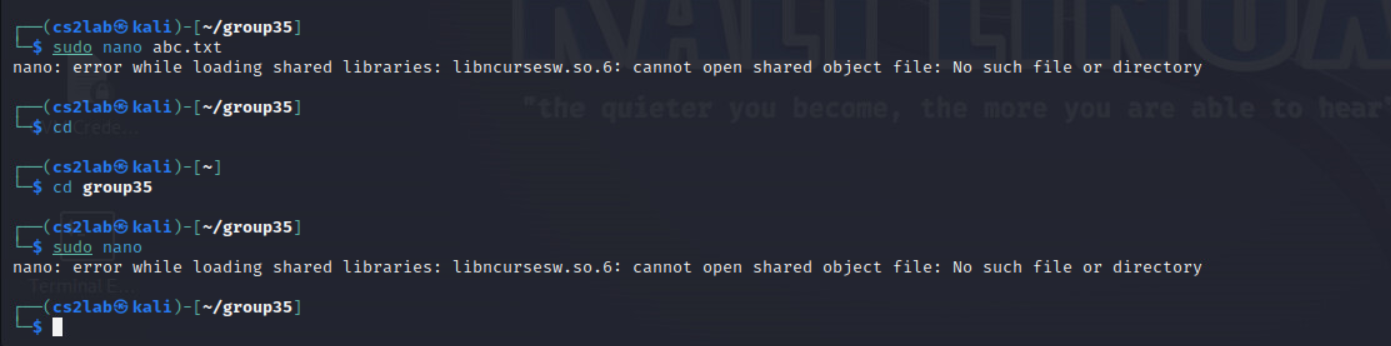 ┌──(cs2lab㉿kali)-[~/group35]
└─$ sudo nano abc.txt
nano: error while loading shared libraries: libncursesw.so.6: cannot open shared object file: No such file or directory
┌──(cs2lab㉿kali)-[~/group35]
"the quieter you become, the more you are able to hear"
└─$ cd
┌──(cs2lab㉿kali)-[~]
└─$ cd group35
┌──(cs2lab㉿kali)-[~/group35]
└─$ sudo nano
nano: error while loading shared libraries: libncursesw.so.6: cannot open shared object file: No such file or directory
Terminal E...
┌──(cs2lab㉿kali)-[~/group35]
└─$